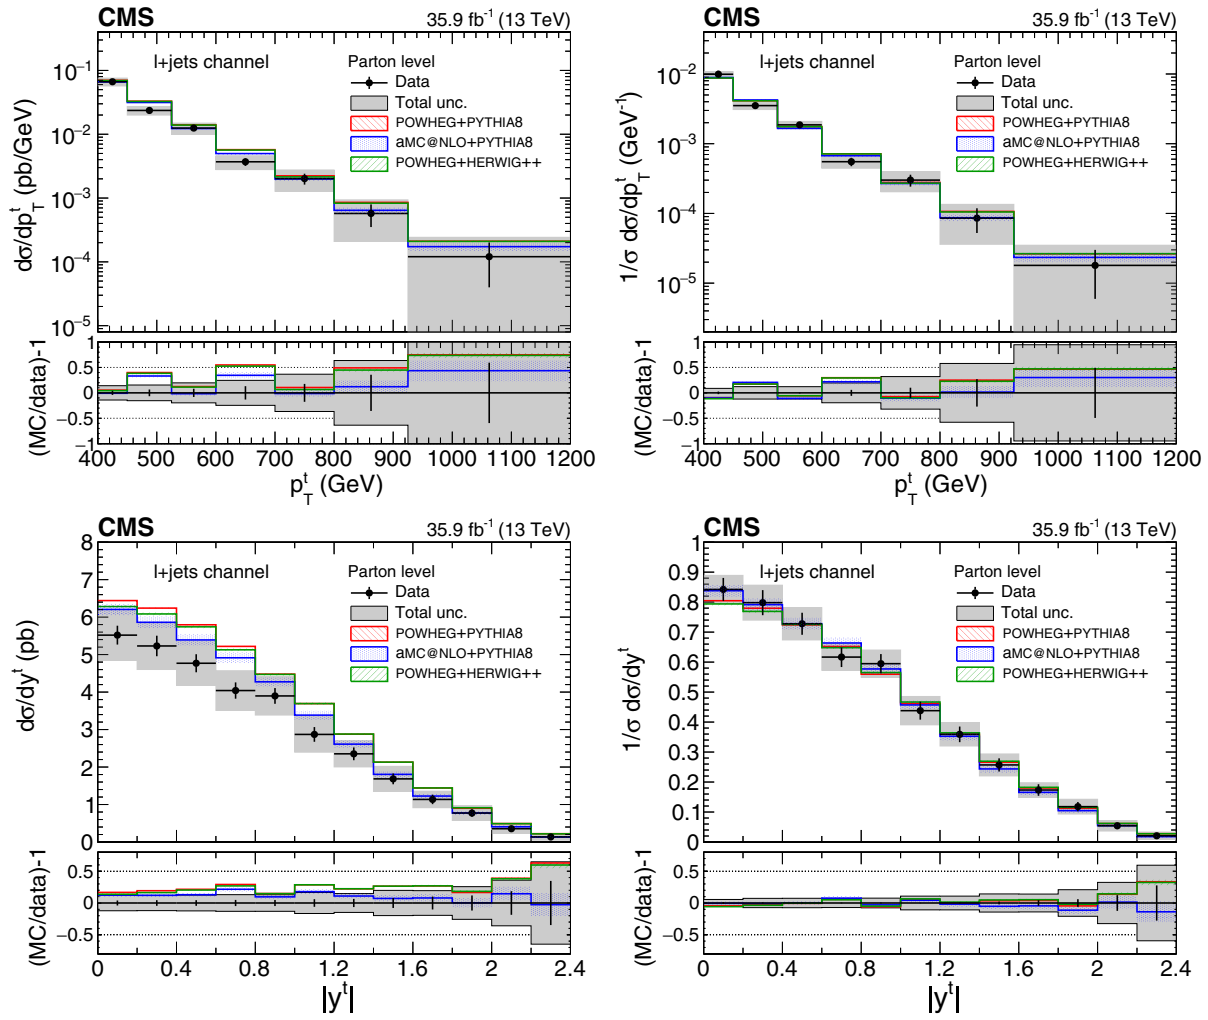 CMS 35.9 fb⁻¹ (13 TeV)
l+jets channel
Parton level
Data
Total unc.
POWHEG+PYTHIA8
aMC@NLO+PYTHIA8
POWHEG+HERWIG++
dσ/dp_T^t (pb/GeV)
10⁻¹
10⁻²
10⁻³
10⁻⁴
10⁻⁵
(MC/data)-1
1
0.5
0
−0.5
−1
400 500 600 700 800 900 1000 1100 1200
p_T^t (GeV)
CMS 35.9 fb⁻¹ (13 TeV)
l+jets channel
Parton level
Data
Total unc.
POWHEG+PYTHIA8
aMC@NLO+PYTHIA8
POWHEG+HERWIG++
1/σ dσ/dp_T^t (GeV⁻¹)
10⁻²
10⁻³
10⁻⁴
10⁻⁵
(MC/data)-1
1
0.5
0
−0.5
−1
400 500 600 700 800 900 1000 1100 1200
p_T^t (GeV)
CMS 35.9 fb⁻¹ (13 TeV)
l+jets channel
Parton level
Data
Total unc.
POWHEG+PYTHIA8
aMC@NLO+PYTHIA8
POWHEG+HERWIG++
dσ/dy^t (pb)
8
7
6
5
4
3
2
1
0
(MC/data)-1
0.5
0
−0.5
0 0.4 0.8 1.2 1.6 2 2.4
|y^t|
CMS 35.9 fb⁻¹ (13 TeV)
l+jets channel
Parton level
Data
Total unc.
POWHEG+PYTHIA8
aMC@NLO+PYTHIA8
POWHEG+HERWIG++
1/σ dσ/dy^t
0.9
0.8
0.7
0.6
0.5
0.4
0.3
0.2
0.1
0
(MC/data)-1
0.5
0
−0.5
0 0.4 0.8 1.2 1.6 2 2.4
|y^t|